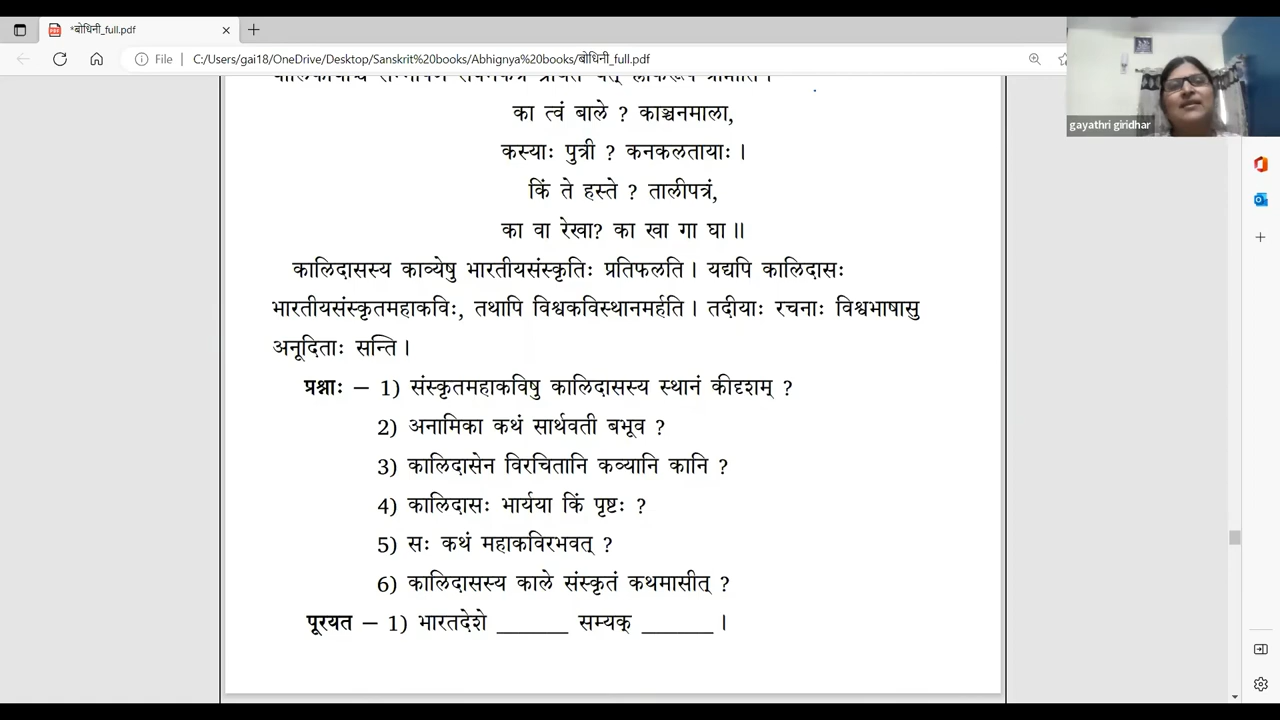 *बोधिनी_full.pdf
File
C:/Users/gai18/OneDrive/Desktop/Sanskrit%20books/Abhignya%20books/बोधिनी_full.pdf
gayathri giridhar
का त्वं बाले ? काञ्चनमाला,
कस्याः पुत्री ? कनकलतायाः ।
किं ते हस्ते ? तालीपत्रं,
का वा रेखा? का खा गा घा ॥
कालिदासस्य काव्येषु भारतीयसंस्कृतिः प्रतिफलति । यद्यपि कालिदासः
भारतीयसंस्कृतमहाकविः, तथापि विश्वकविस्थानमर्हति । तदीयाः रचनाः विश्वभाषासु
अनूदिताः सन्ति ।
प्रश्नाः – 1) संस्कृतमहाकविषु कालिदासस्य स्थानं कीदृशम् ?
2) अनामिका कथं सार्थवती बभूव ?
3) कालिदासेन विरचितानि कव्यानि कानि ?
4) कालिदासः भार्यया किं पृष्टः ?
5) सः कथं महाकविरभवत् ?
6) कालिदासस्य काले संस्कृतं कथमासीत् ?
पूरयत – 1) भारतदेशे ______ सम्यक् ______ ।